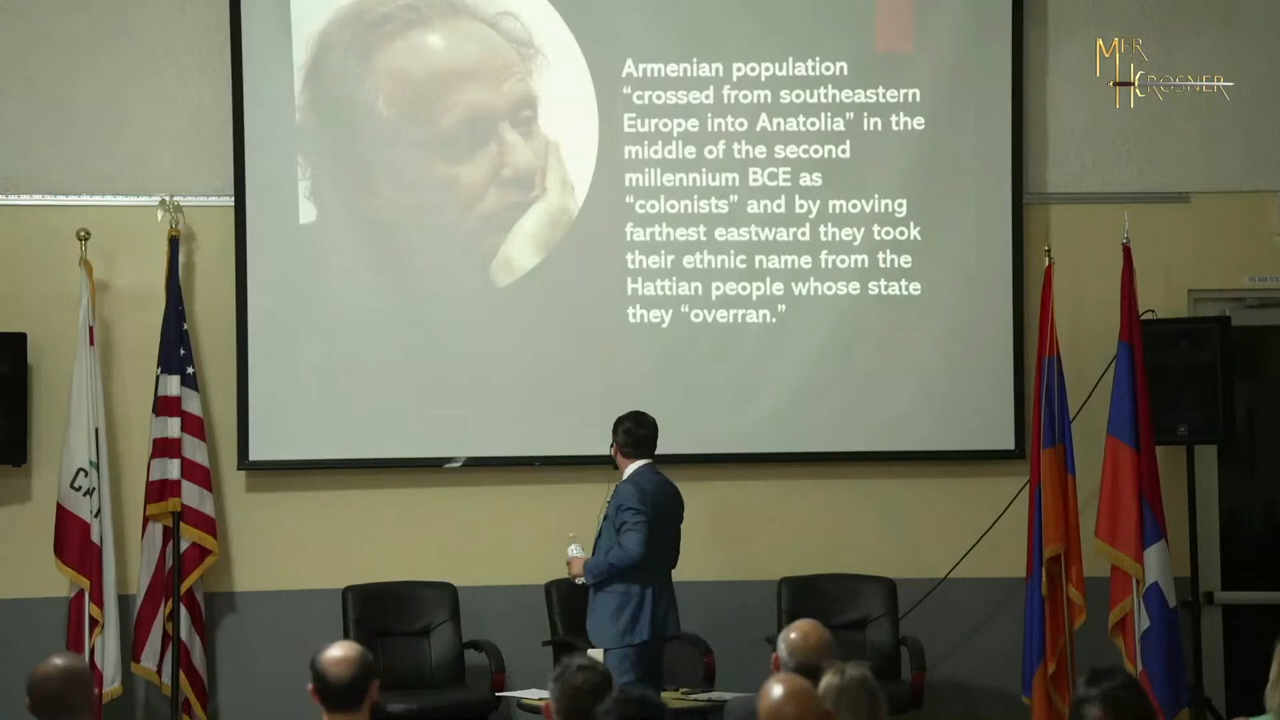 MER
HEROSNER
Armenian population
“crossed from southeastern
Europe into Anatolia” in the
middle of the second
millennium BCE as
“colonists” and by moving
farthest eastward they took
their ethnic name from the
Hattian people whose state
they “overran.”